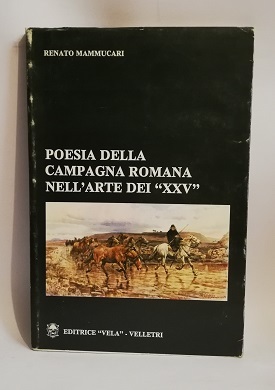 RENATO MAMMUCARI
POESIA DELLA
CAMPAGNA ROMANA
NELL'ARTE DEI "XXV"
EDITRICE "VELA" - VELLETRI